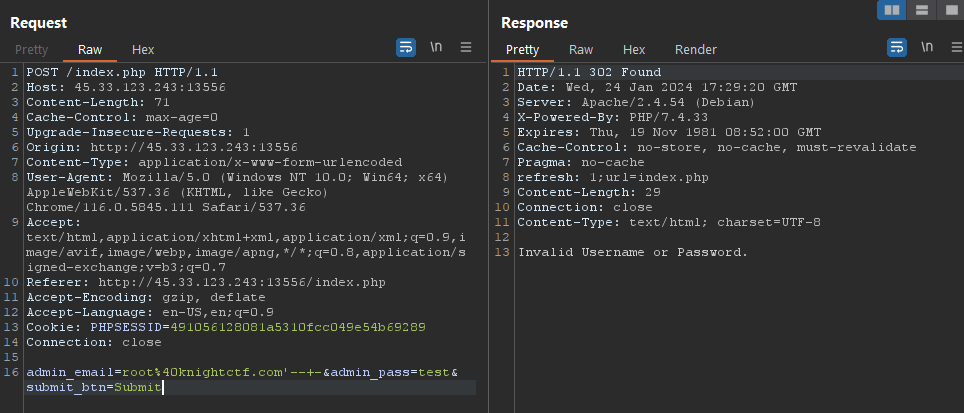 Request
Pretty Raw Hex \n
1 POST /index.php HTTP/1.1
2 Host: 45.33.123.243:13556
3 Content-Length: 71
4 Cache-Control: max-age=0
5 Upgrade-Insecure-Requests: 1
6 Origin: http://45.33.123.243:13556
7 Content-Type: application/x-www-form-urlencoded
8 User-Agent: Mozilla/5.0 (Windows NT 10.0; Win64; x64)
AppleWebKit/537.36 (KHTML, like Gecko)
Chrome/116.0.5845.111 Safari/537.36
9 Accept:
text/html,application/xhtml+xml,application/xml;q=0.9,i
mage/avif,image/webp,image/apng,*/*;q=0.8,application/s
igned-exchange;v=b3;q=0.7
10 Referer: http://45.33.123.243:13556/index.php
11 Accept-Encoding: gzip, deflate
12 Accept-Language: en-US,en;q=0.9
13 Cookie: PHPSESSID=491056128081a5310fcc049e54b69289
14 Connection: close
15
16 admin_email=root%40knightctf.com'--+-&admin_pass=test&
submit_btn=Submit
Response
Pretty Raw Hex Render \n
1 HTTP/1.1 302 Found
2 Date: Wed, 24 Jan 2024 17:29:20 GMT
3 Server: Apache/2.4.54 (Debian)
4 X-Powered-By: PHP/7.4.33
5 Expires: Thu, 19 Nov 1981 08:52:00 GMT
6 Cache-Control: no-store, no-cache, must-revalidate
7 Pragma: no-cache
8 refresh: 1;url=index.php
9 Content-Length: 29
10 Connection: close
11 Content-Type: text/html; charset=UTF-8
12
13 Invalid Username or Password.